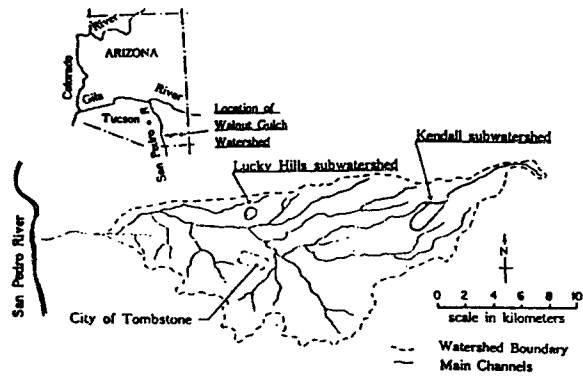 River
ARIZONA
Colorado
Gila
River
Tucson
San Pedro R.
Location of
Walnut Gulch
Watershed
Kendall subwatershed
Lucky Hills subwatershed
San Pedro River
City of Tombstone
N
0 2 4 6 8 10
scale in kilometers
Watershed Boundary
Main Channels